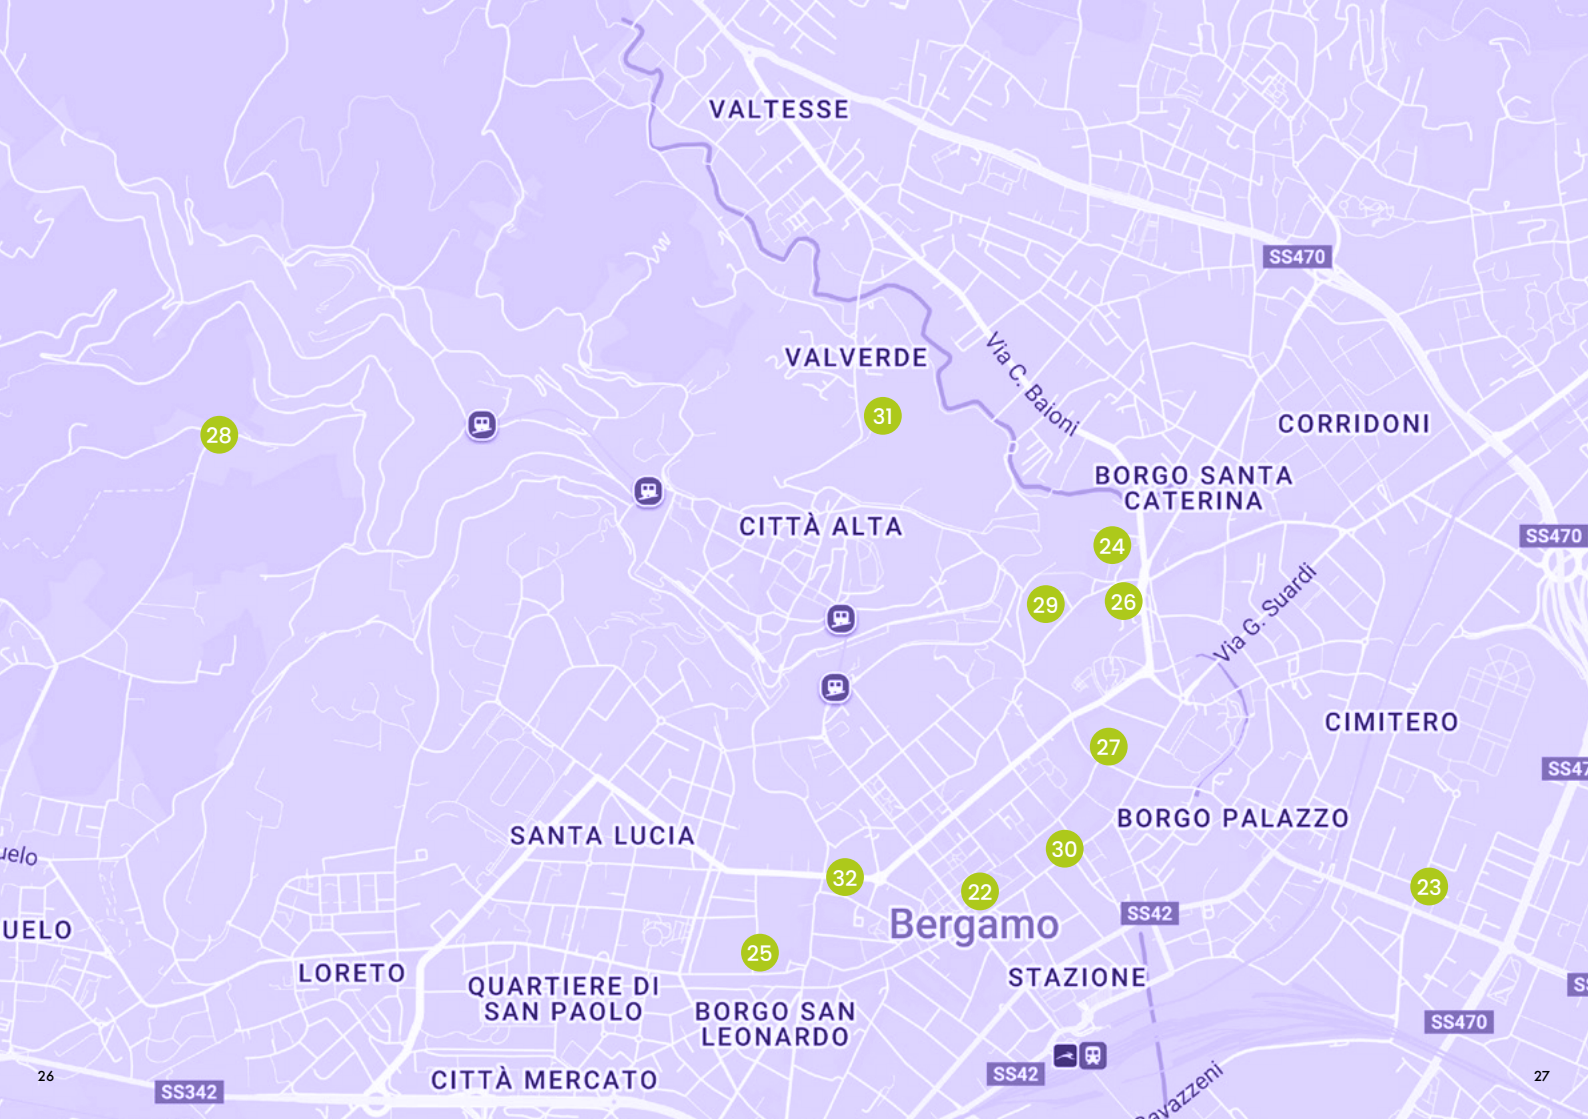 VALTESSE
SS470
VALVERDE
Via C. Baioni
31
CORRIDONI
28
BORGO SANTA
CATERINA
CITTÀ ALTA
SS470
24
Via G. Suardi
29
26
CIMITERO
27
SS47
BORGO PALAZZO
SANTA LUCIA
30
uelo
32
22
23
SS42
Bergamo
UELO
25
LORETO
STAZIONE
QUARTIERE DI
SAN PAOLO
BORGO SAN
LEONARDO
SS470
SS42
CITTÀ MERCATO
SS342
26
27